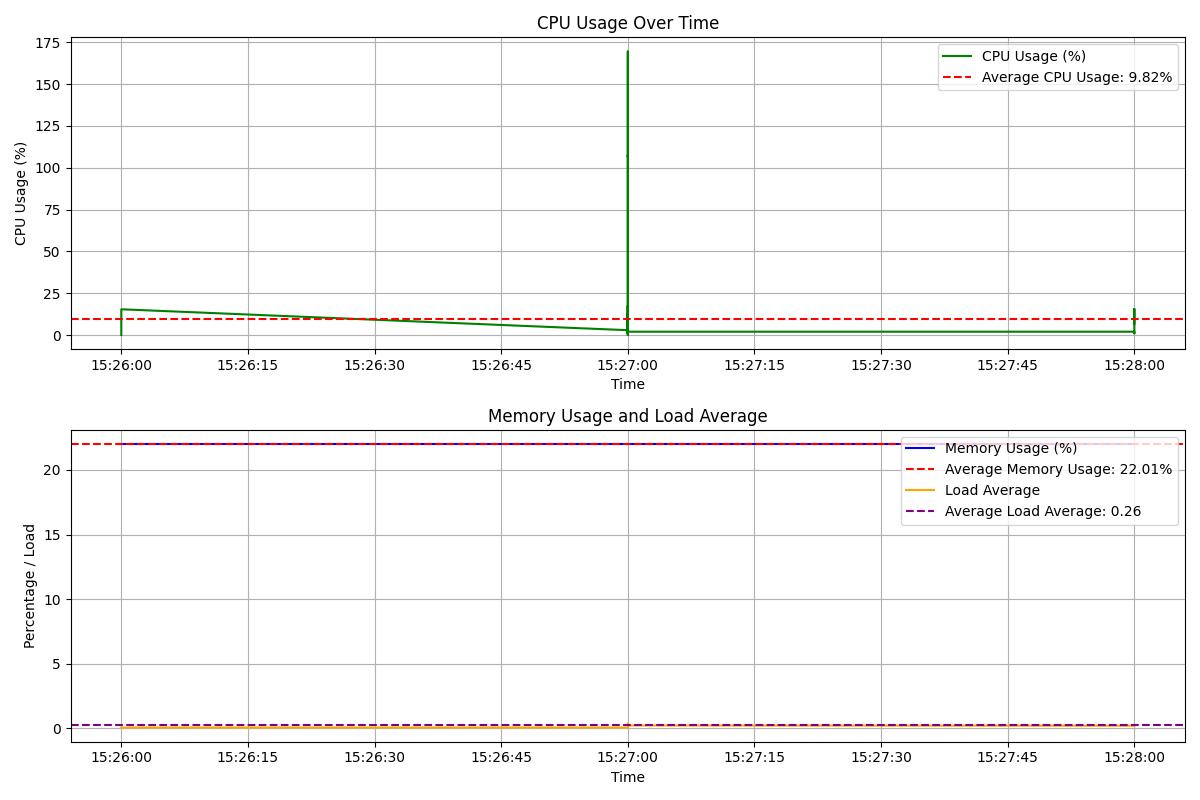 CPU Usage Over Time
175
150
125
100
75
50
25
0
CPU Usage (%)
CPU Usage (%)
Average CPU Usage: 9.82%
15:26:00 15:26:15 15:26:30 15:26:45 15:27:00 15:27:15 15:27:30 15:27:45 15:28:00
Time
Memory Usage and Load Average
20
15
10
5
0
Percentage / Load
Memory Usage (%)
Average Memory Usage: 22.01%
Load Average
Average Load Average: 0.26
15:26:00 15:26:15 15:26:30 15:26:45 15:27:00 15:27:15 15:27:30 15:27:45 15:28:00
Time